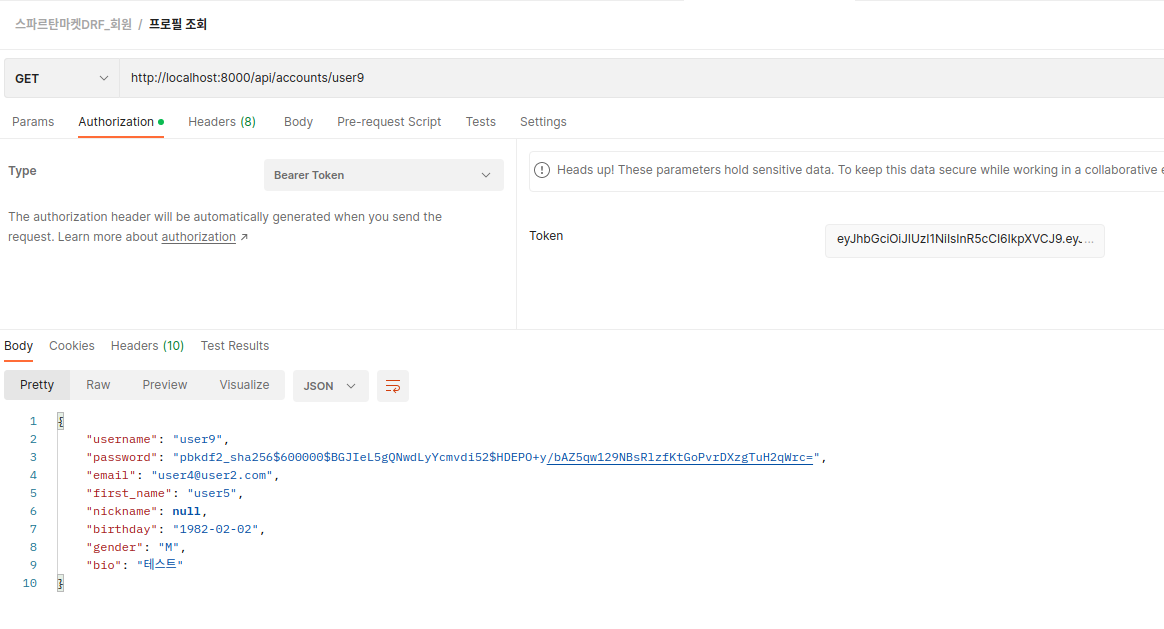 스파르탄마켓DRF_회원 / 프로필 조회
GET http://localhost:8000/api/accounts/user9
Params Authorization Headers (8) Body Pre-request Script Tests Settings
Type Bearer Token
Heads up! These parameters hold sensitive data. To keep this data secure while working in a collaborative e
The authorization header will be automatically generated when you send the
request. Learn more about authorization ↗
Token eyJhbGciOiJIUzI1NiIsInR5cCI6IkpXVCJ9.ey...
Body Cookies Headers (10) Test Results
Pretty Raw Preview Visualize JSON
1 {
2 "username": "user9",
3 "password": "pbkdf2_sha256$600000$BGJIeL5gQNwdLyYcmvdi52$HDEPO+y/bAZ5qw129NBsRlzfKtGoPvrDXzgTuH2qWrc=",
4 "email": "user4@user2.com",
5 "first_name": "user5",
6 "nickname": null,
7 "birthday": "1982-02-02",
8 "gender": "M",
9 "bio": "테스트"
10 }